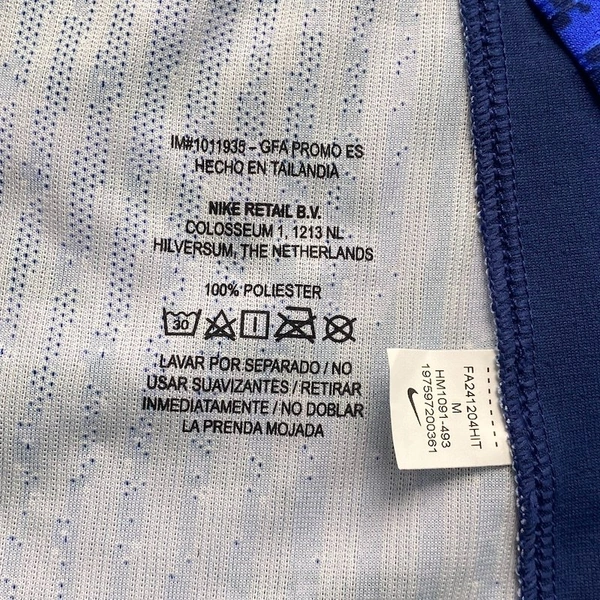 IM#1011935 - GFA PROMO ES
HECHO EN TAILANDIA
NIKE RETAIL B.V.
COLOSSEUM 1, 1213 NL
HILVERSUM, THE NETHERLANDS
100% POLIESTER
30
LAVAR POR SEPARADO / NO
USAR SUAVIZANTES / RETIRAR
INMEDIATAMENTE / NO DOBLAR
LA PRENDA MOJADA
FA241204HIT
M
HM1091-493
197597200361